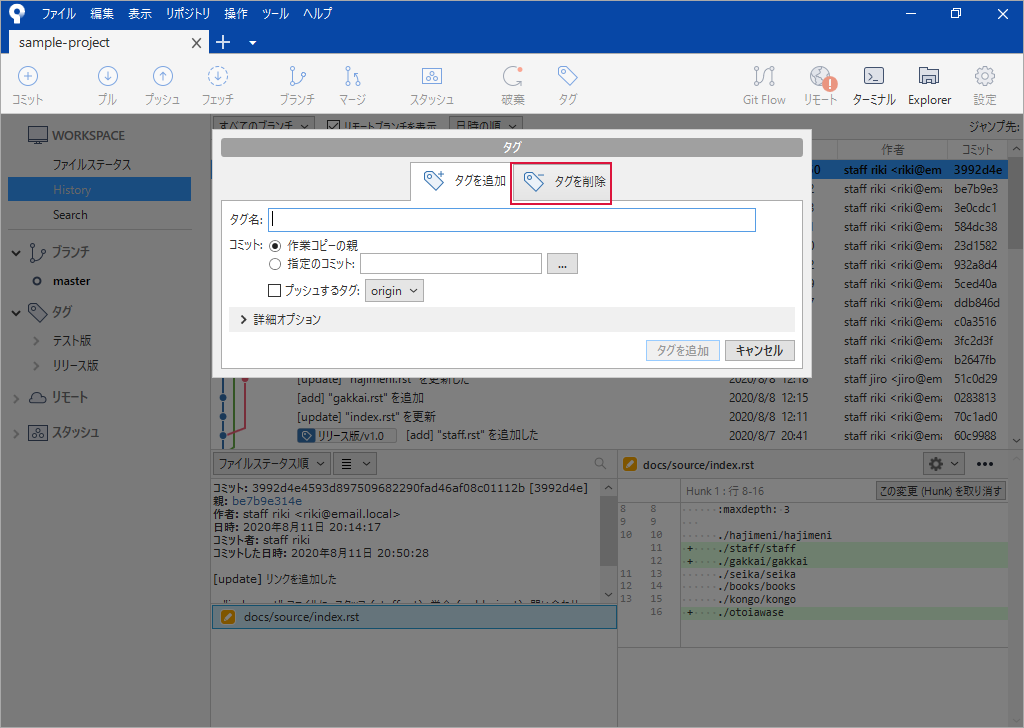 ファイル 編集 表示 リポジトリ 操作 ツール ヘルプ
sample-project
コミット プル プッシュ フェッチ ブランチ マージ スタッシュ 破棄 タグ Git Flow リモート ターミナル Explorer 設定
WORKSPACE
ファイルステータス
History
Search
ブランチ
master
タグ
テスト版
リリース版
リモート
スタッシュ
すべてのブランチ リモートブランチを表示 日時の順 ジャンプ先:
作者 コミット
タグ
タグを追加 タグを削除
タグ名:
コミット: 作業コピーの親
指定のコミット: ...
プッシュするタグ: origin
詳細オプション
タグを追加 キャンセル
staff riki <riki@em 3992d4e
staff riki <riki@ema be7b9e3
staff riki <riki@ema 3e0cdc1
staff riki <riki@ema 584dc38
staff riki <riki@ema 23d1582
staff riki <riki@ema 932a8d4
staff riki <riki@ema 5ced40a
staff riki <riki@ema ddb846d
staff riki <riki@ema c0a3516
staff riki <riki@ema 3fc2d3f
staff riki <riki@ema b2647fb
[update] "hajimeni.rst" を更新した 2020/8/8 12:18 staff jiro <jiro@em 51c0d29
[add] "gakkai.rst" を追加 2020/8/8 12:15 staff riki <riki@ema 0283813
[update] "index.rst" を更新 2020/8/8 12:11 staff riki <riki@ema 70c1ad0
リリース版/v1.0 [add] "staff.rst" を追加した 2020/8/7 20:41 staff riki <riki@ema 60c9988
ファイルステータス順
コミット: 3992d4e4593d897509682290fad46af08c01112b [3992d4e]
親: be7b9e314e
作者: staff riki <riki@email.local>
日時: 2020年8月11日 20:14:17
コミット者: staff riki
コミットした日時: 2020年8月11日 20:50:28
[update] リンクを追加した
docs/source/index.rst
docs/source/index.rst
Hunk 1 : 行 8-16 この変更 (Hunk) を取り消す
8 8 :maxdepth: 3
9 9
10 10 ./hajimeni/hajimeni
11 + ./staff/staff
12 + ./gakkai/gakkai
11 13 ./seika/seika
12 14 ./books/books
13 15 ./kongo/kongo
16 + ./otoiawase